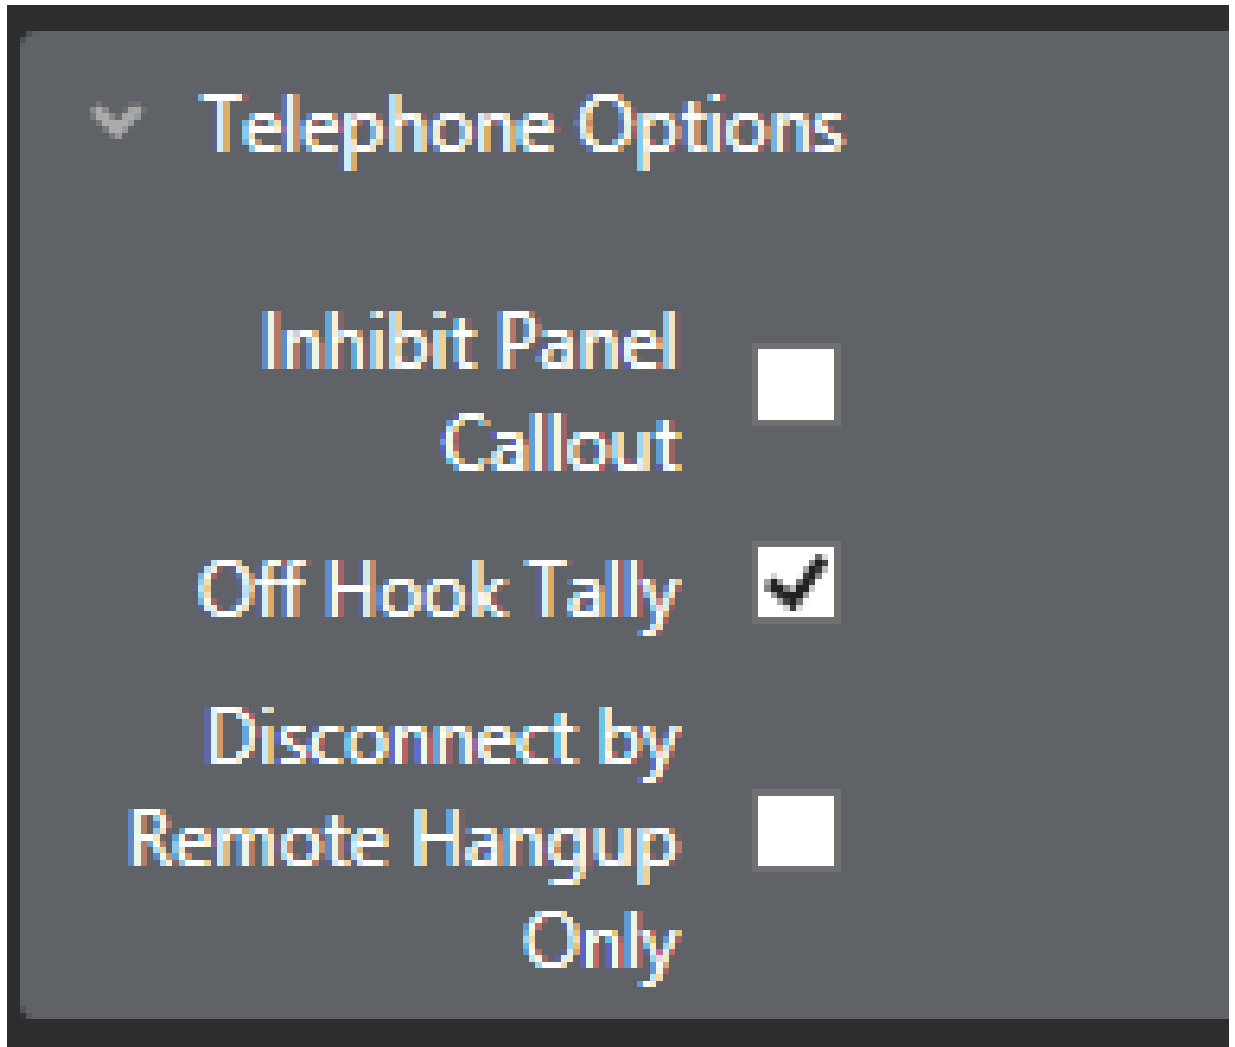 Telephone Options
Inhibit Panel
Callout
Off Hook Tally
Disconnect by
Remote Hangup
Only